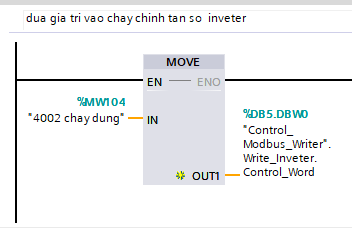 dua gia tri vao chay chinh tan so inveter
MOVE
EN ENO
%MW104
"4002 chay dung" IN
%DB5.DBW0
"Control_
Modbus_Writer".
Write_Inveter.
OUT1 Control_Word